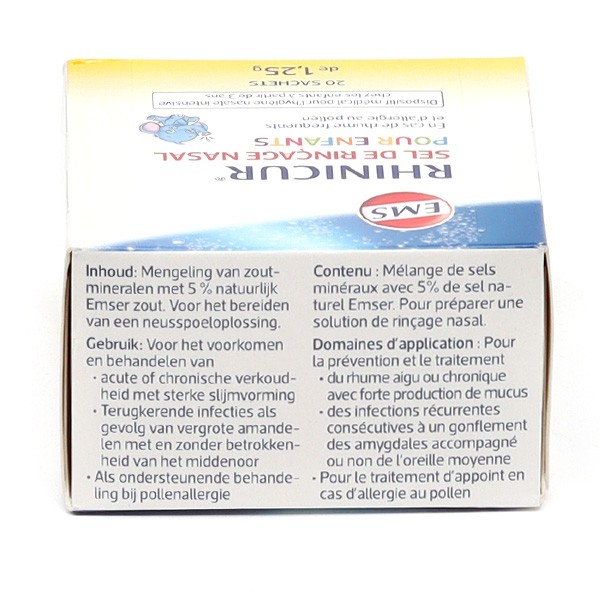 EMS
RHINICUR®
SEL DE RINÇAGE NASAL
POUR ENFANTS
En cas de rhume fréquents
et d'allergie au pollen
Dispositif médical pour l'hygiène nasale intensive
chez les enfants à partir de 3 ans
20 SACHETS
de 1,25g
Inhoud: Mengeling van zout-
mineralen met 5 % natuurlijk
Emser zout. Voor het bereiden
van een neusspoeloplossing.
Gebruik: Voor het voorkomen
en behandelen van
· acute of chronische verkoud-
heid met sterke slijmvorming
· Terugkerende infecties als
gevolg van vergrote amande-
len met en zonder betrokken-
heid van het middenoor
· Als ondersteunende behande-
ling bij pollenallergie
Contenu : Mélange de sels
minéraux avec 5% de sel na-
turel Emser. Pour préparer une
solution de rinçage nasal.
Domaines d'application : Pour
la prévention et le traitement
· du rhume aigu ou chronique
avec forte production de mucus
· des infections récurrentes
consécutives à un gonflement
des amygdales accompagné
ou non de l'oreille moyenne
· Pour le traitement d'appoint en
cas d'allergie au pollen